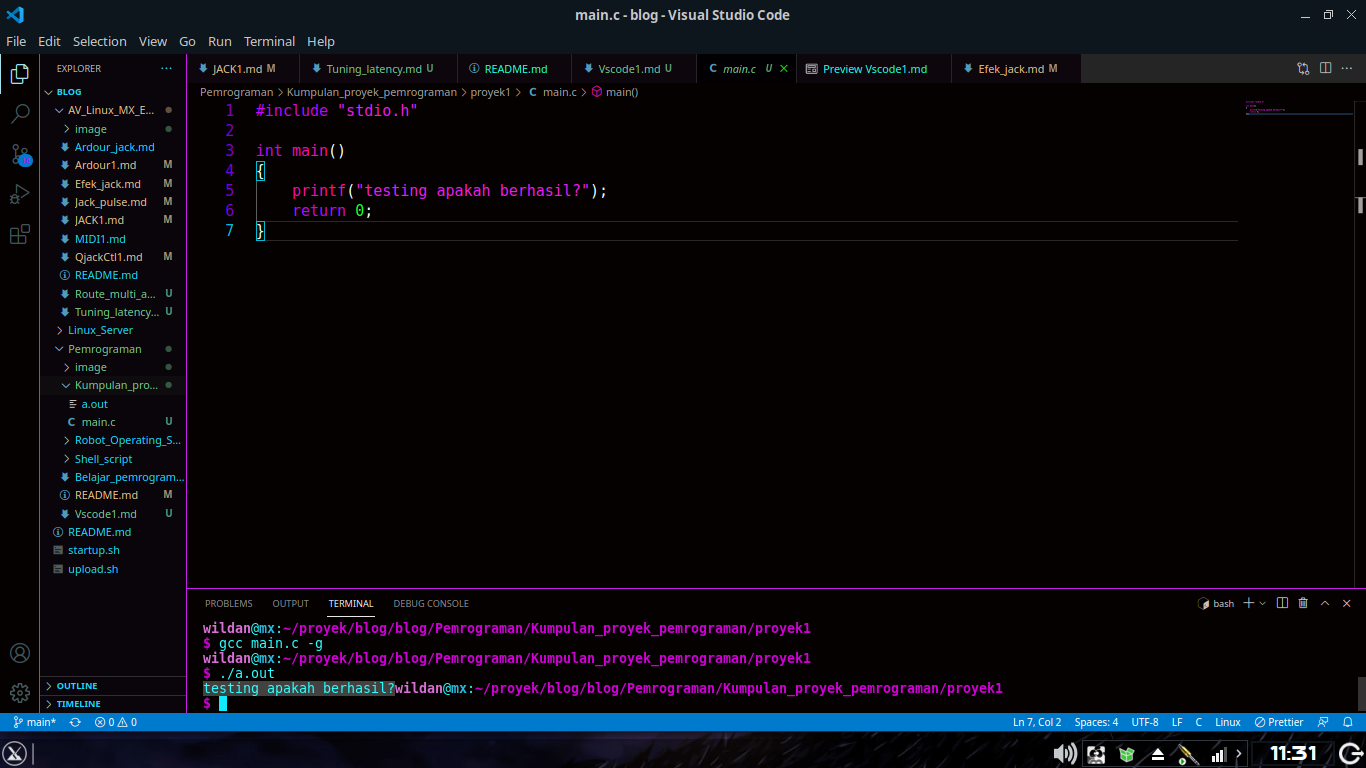 main.c - blog - Visual Studio Code
File Edit Selection View Go Run Terminal Help
EXPLORER
BLOG
AV_Linux_MX_E...
image
Ardour_jack.md
Ardour1.md M
Efek_jack.md M
Jack_pulse.md M
JACK1.md M
MIDI1.md
QjackCtl1.md M
README.md
Route_multi_a... U
Tuning_latency... U
Linux_Server
Pemrograman
image
Kumpulan_pro...
a.out
C main.c U
Robot_Operating_S...
Shell_script
Belajar_pemrogram...
README.md M
Vscode1.md U
README.md
startup.sh
upload.sh
OUTLINE
TIMELINE
JACK1.md M Tuning_latency.md U README.md Vscode1.md U C main.c U Preview Vscode1.md Efek_jack.md M
Pemrograman > Kumpulan_proyek_pemrograman > proyek1 > C main.c > main()
1 #include "stdio.h"
2
3 int main()
4 {
5 printf("testing apakah berhasil?");
6 return 0;
7 }
PROBLEMS OUTPUT TERMINAL DEBUG CONSOLE
bash
wildan@mx:~/proyek/blog/blog/Pemrograman/Kumpulan_proyek_pemrograman/proyek1
$ gcc main.c -g
wildan@mx:~/proyek/blog/blog/Pemrograman/Kumpulan_proyek_pemrograman/proyek1
$ ./a.out
testing apakah berhasil?wildan@mx:~/proyek/blog/blog/Pemrograman/Kumpulan_proyek_pemrograman/proyek1
$
main* 0 0 Ln 7, Col 2 Spaces: 4 UTF-8 LF C Linux Prettier
11:31